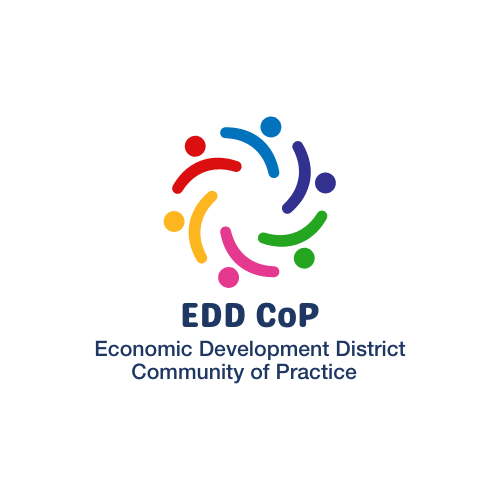 EDD CoP
Economic Development District
Community of Practice